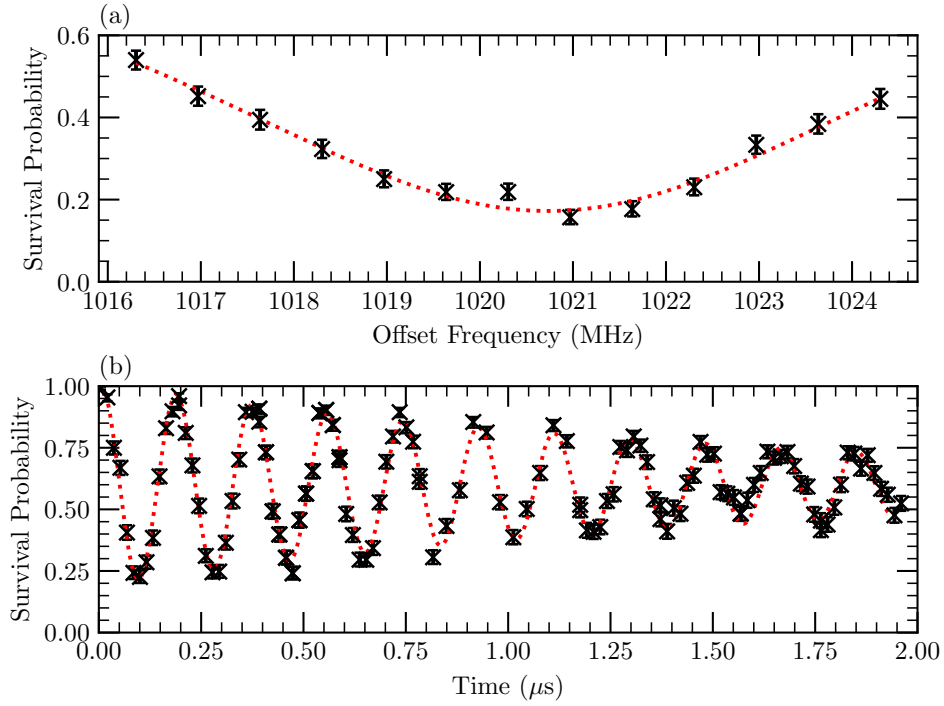 (a)
0.6
0.4
0.2
0.0
Survival Probability
1016 1017 1018 1019 1020 1021 1022 1023 1024
Offset Frequency (MHz)
(b)
1.00
0.75
0.50
0.25
0.00
Survival Probability
0.00 0.25 0.50 0.75 1.00 1.25 1.50 1.75 2.00
Time (μs)